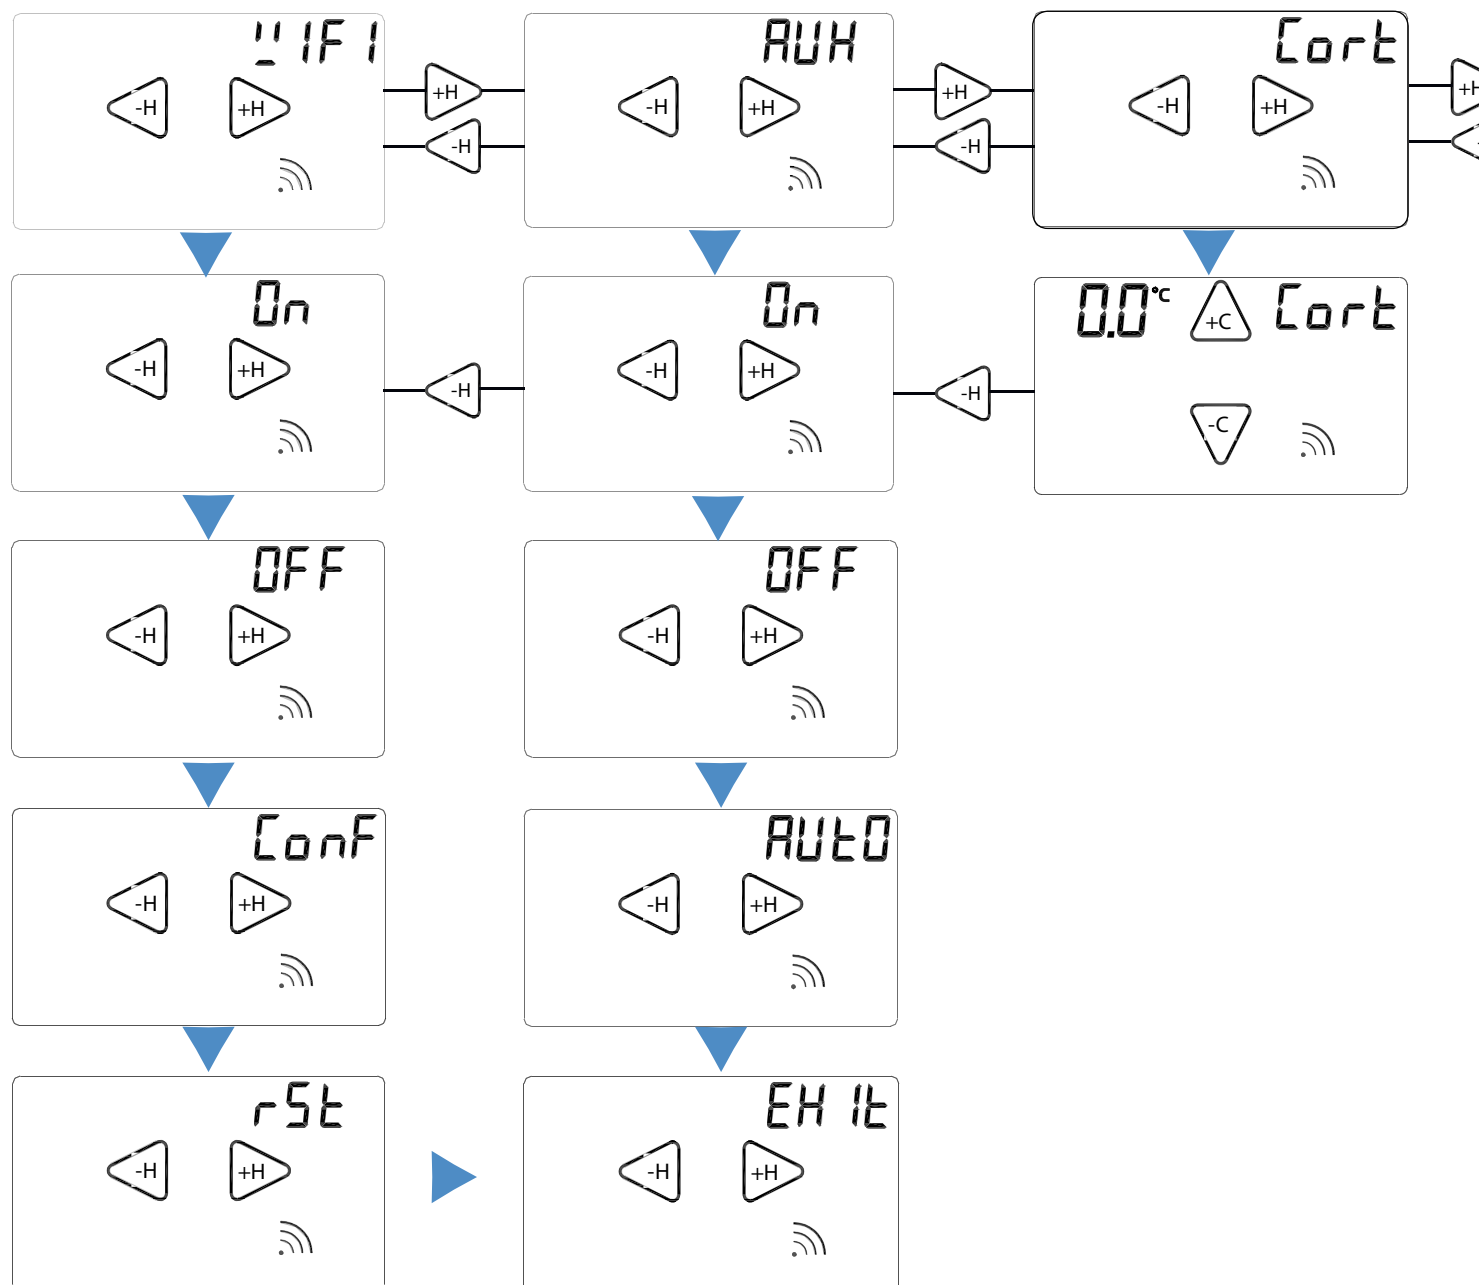 WIFI AUX Cort
-H +H +H -H +H -H +H -H +H +H
-H
On On 0.0°C +C Cort
-H +H -H -H +H -H
-C
OFF OFF
-H +H -H +H
ConF AUtO
-H +H -H +H
rSt EXIt
-H +H -H +H